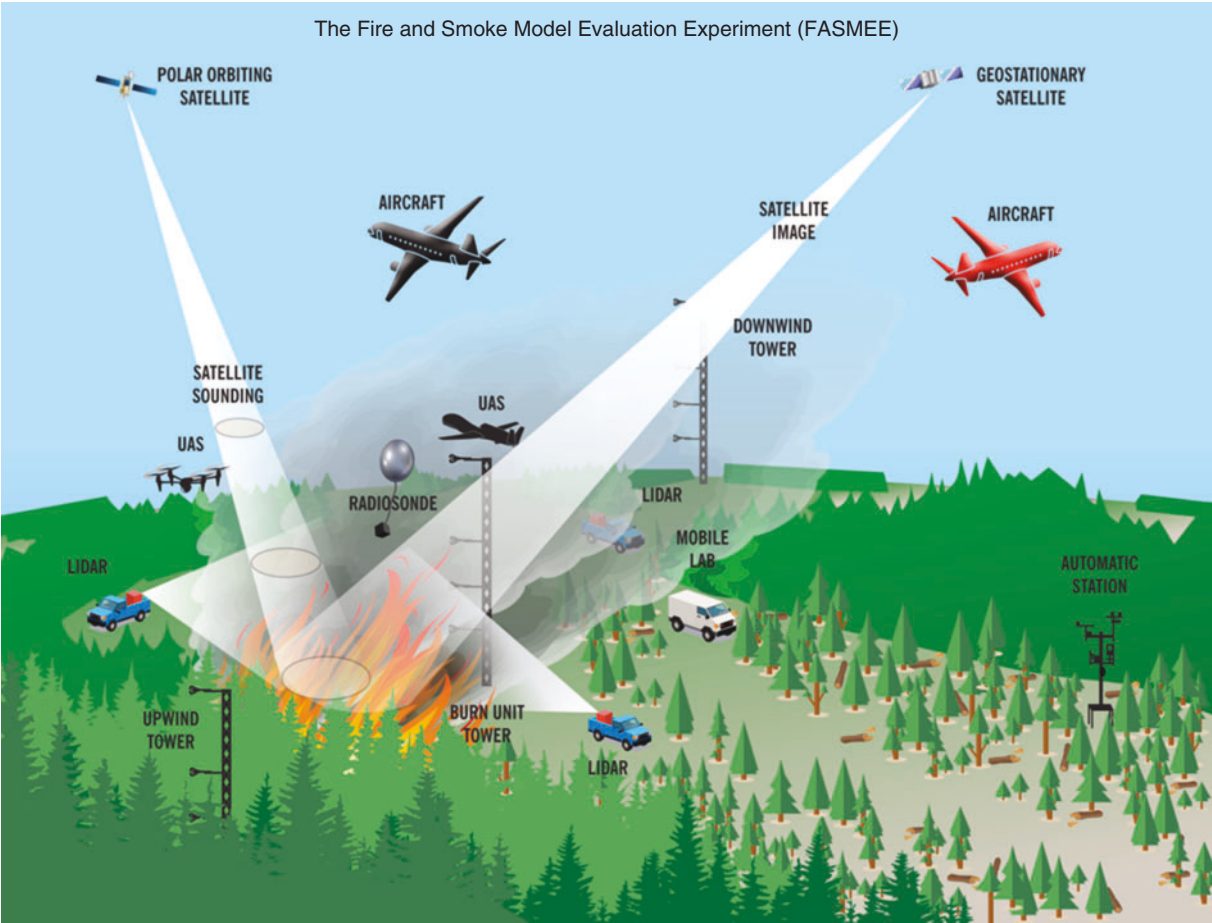 The Fire and Smoke Model Evaluation Experiment (FASMEE)
POLAR ORBITING
SATELLITE
GEOSTATIONARY
SATELLITE
AIRCRAFT
SATELLITE
IMAGE
AIRCRAFT
DOWNWIND
TOWER
SATELLITE
SOUNDING
UAS
UAS
RADIOSONDE
LIDAR
MOBILE
LAB
LIDAR
AUTOMATIC
STATION
UPWIND
TOWER
BURN UNIT
TOWER
LIDAR